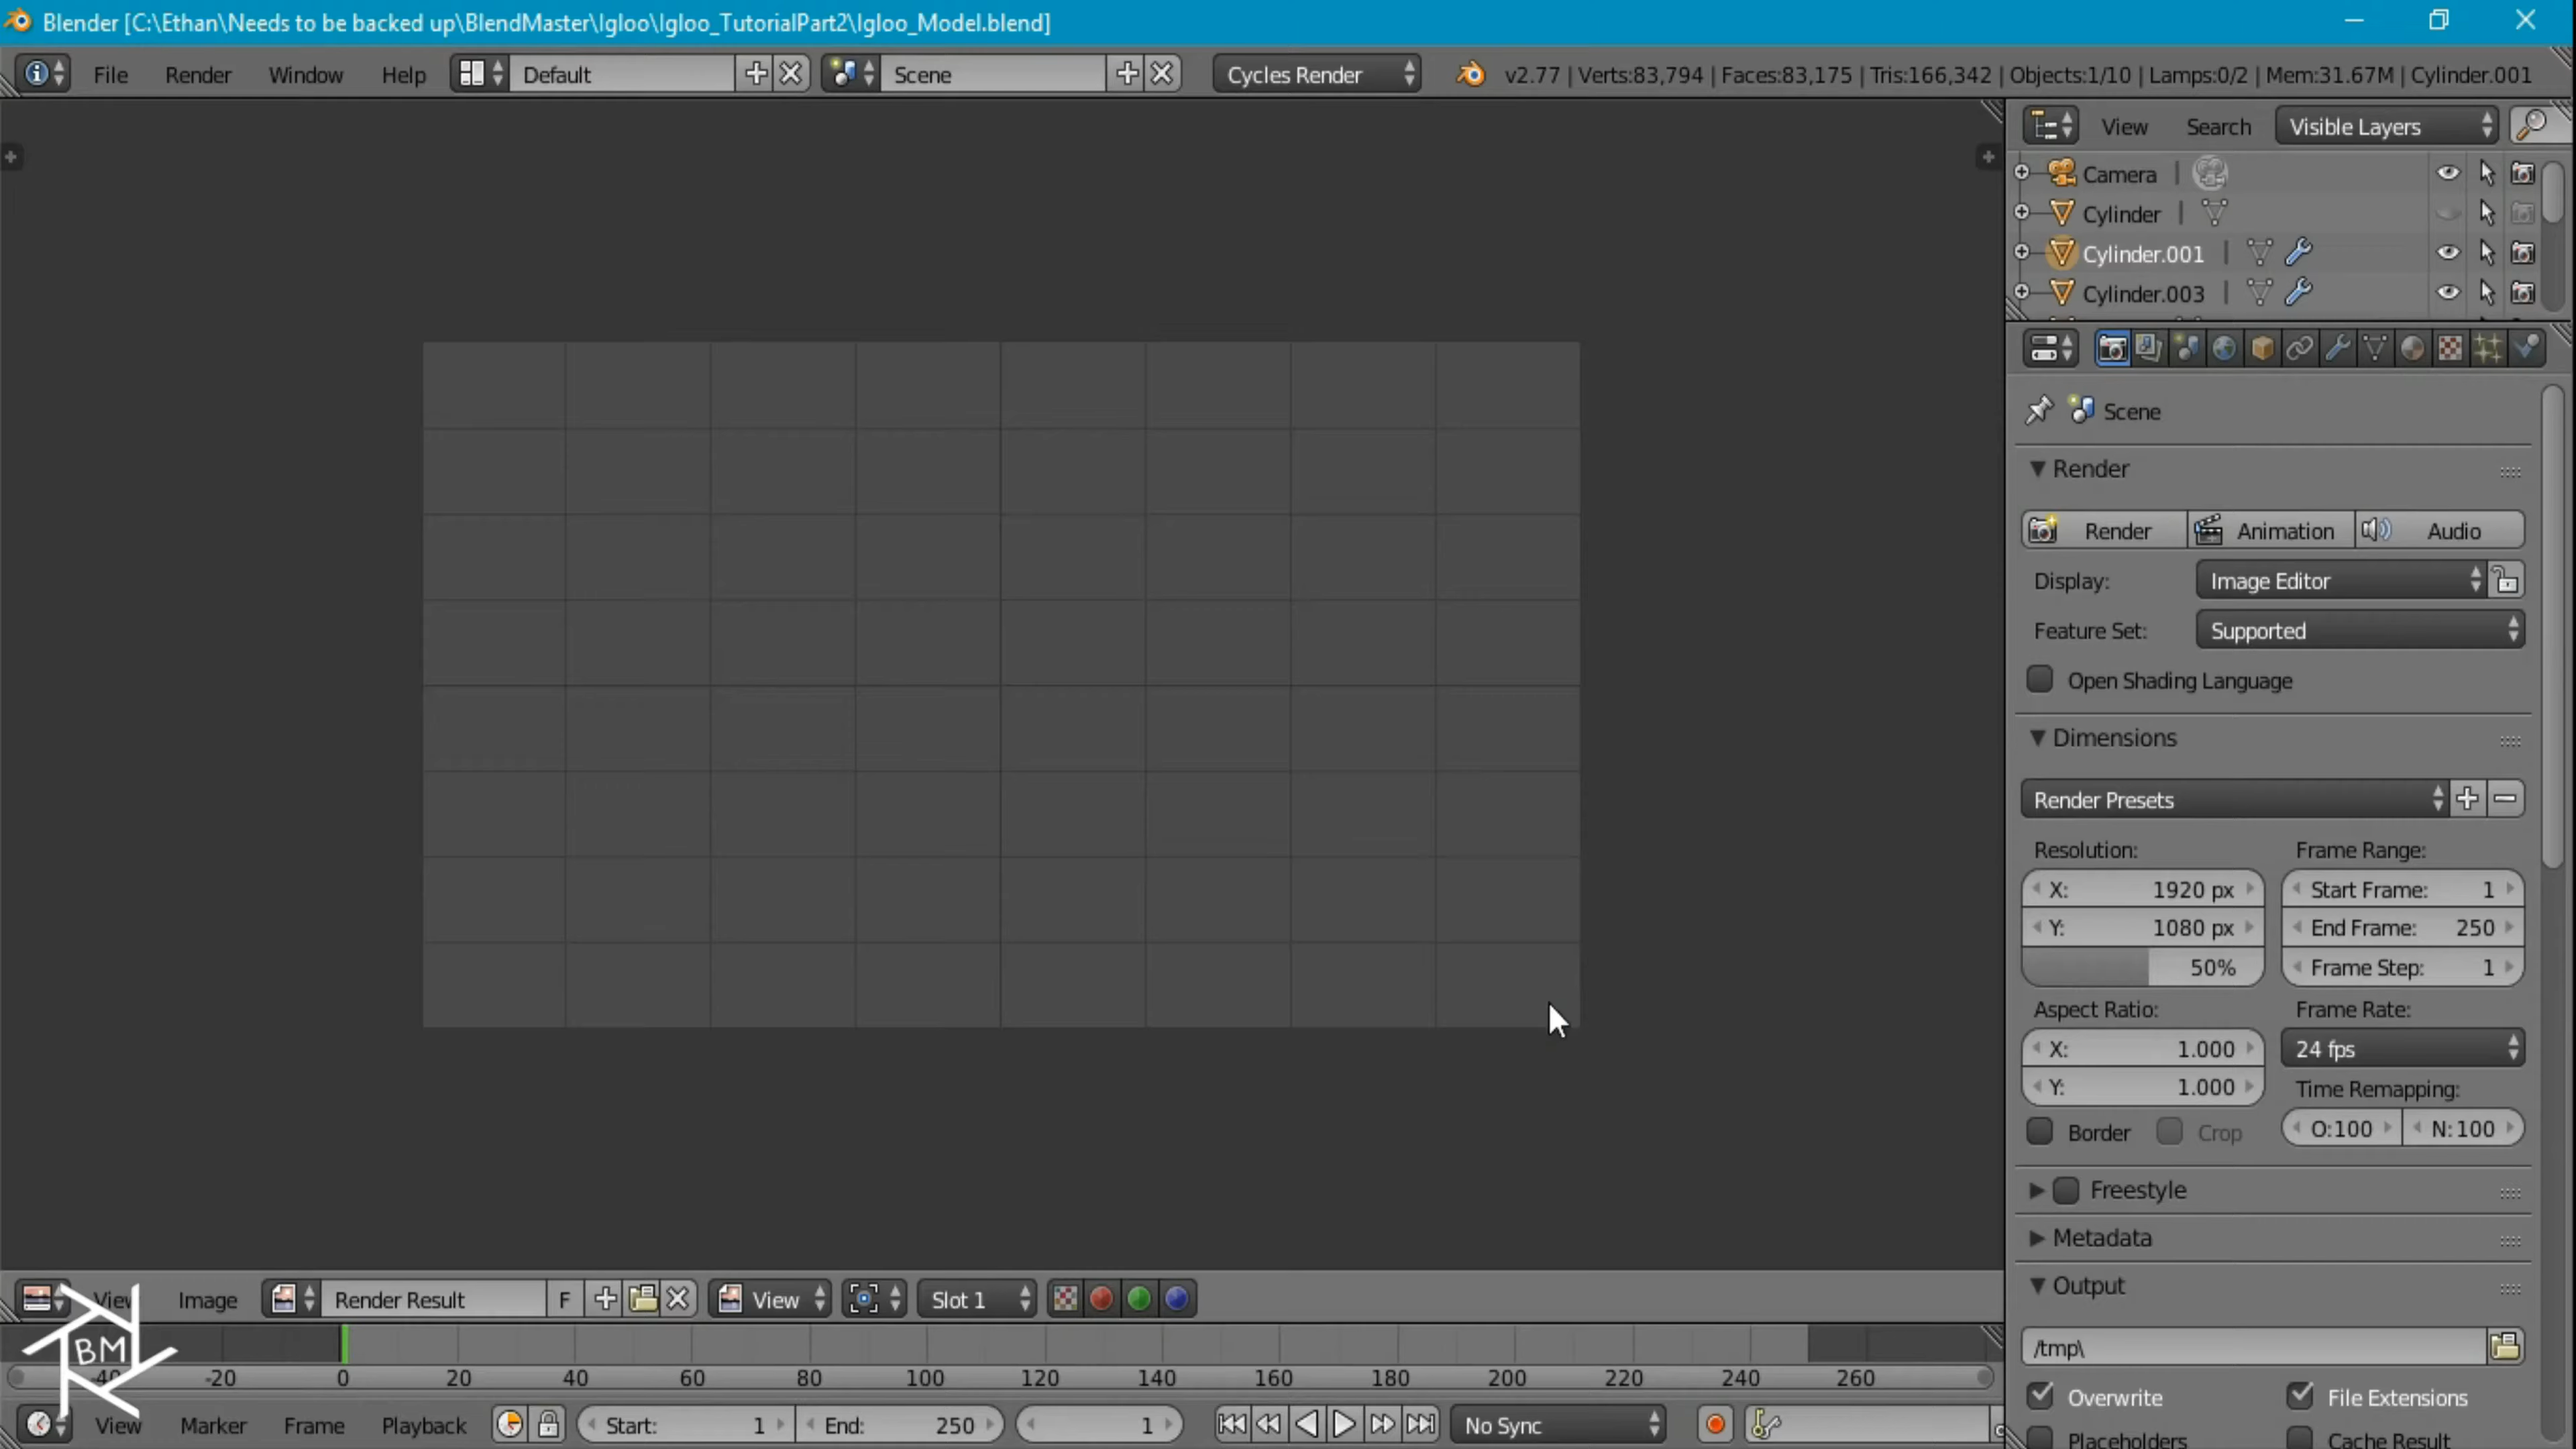 Blender [C:\Ethan\Needs to be backed up\BlendMaster\Igloo\Igloo_TutorialPart2\Igloo_Model.blend]
File Render Window Help Default Scene Cycles Render v2.77 | Verts:83,794 | Faces:83,175 | Tris:166,342 | Objects:1/10 | Lamps:0/2 | Mem:31.67M | Cylinder.001
View Search Visible Layers
Camera
Cylinder
Cylinder.001
Cylinder.003
Scene
Render
Render Animation Audio
Display: Image Editor
Feature Set: Supported
Open Shading Language
Dimensions
Render Presets
Resolution: Frame Range:
X: 1920 px Start Frame: 1
Y: 1080 px End Frame: 250
50% Frame Step: 1
Aspect Ratio: Frame Rate:
X: 1.000 24 fps
Y: 1.000 Time Remapping:
Border Crop O:100 N:100
Freestyle
Metadata
Output
/tmp\
Overwrite File Extensions
Placeholders Cache Result
View Image Render Result F View Slot 1
BM
-40 -20 0 20 40 60 80 100 120 140 160 180 200 220 240 260
View Marker Frame Playback Start: 1 End: 250 1 No Sync